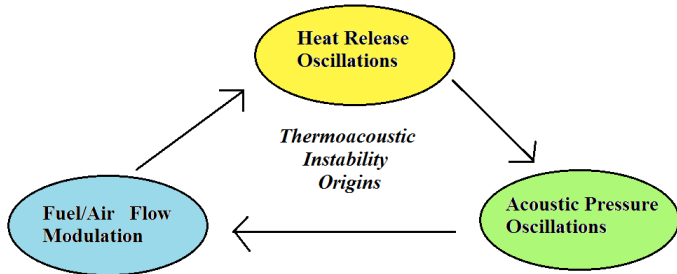 Heat Release
Oscillations
Thermoacoustic
Instability
Origins
Fuel/Air Flow
Modulation
Acoustic Pressure
Oscillations